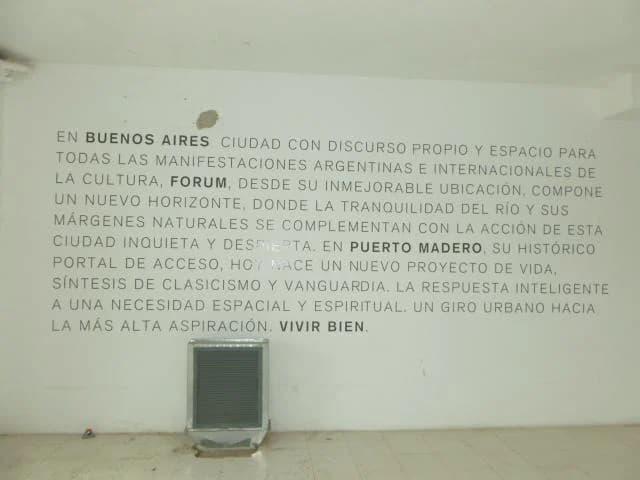 EN BUENOS AIRES CIUDAD CON DISCURSO PROPIO Y ESPACIO PARA
TODAS LAS MANIFESTACIONES ARGENTINAS E INTERNACIONALES DE
LA CULTURA, FORUM, DESDE SU INMEJORABLE UBICACIÓN, COMPONE
UN NUEVO HORIZONTE, DONDE LA TRANQUILIDAD DEL RÍO Y SUS
MÁRGENES NATURALES SE COMPLEMENTAN CON LA ACCIÓN DE ESTA
CIUDAD INQUIETA Y DESPIERTA. EN PUERTO MADERO, SU HISTÓRICO
PORTAL DE ACCESO, HOY NACE UN NUEVO PROYECTO DE VIDA,
SÍNTESIS DE CLASICISMO Y VANGUARDIA. LA RESPUESTA INTELIGENTE
A UNA NECESIDAD ESPACIAL Y ESPIRITUAL. UN GIRO URBANO HACIA
LA MÁS ALTA ASPIRACIÓN. VIVIR BIEN.